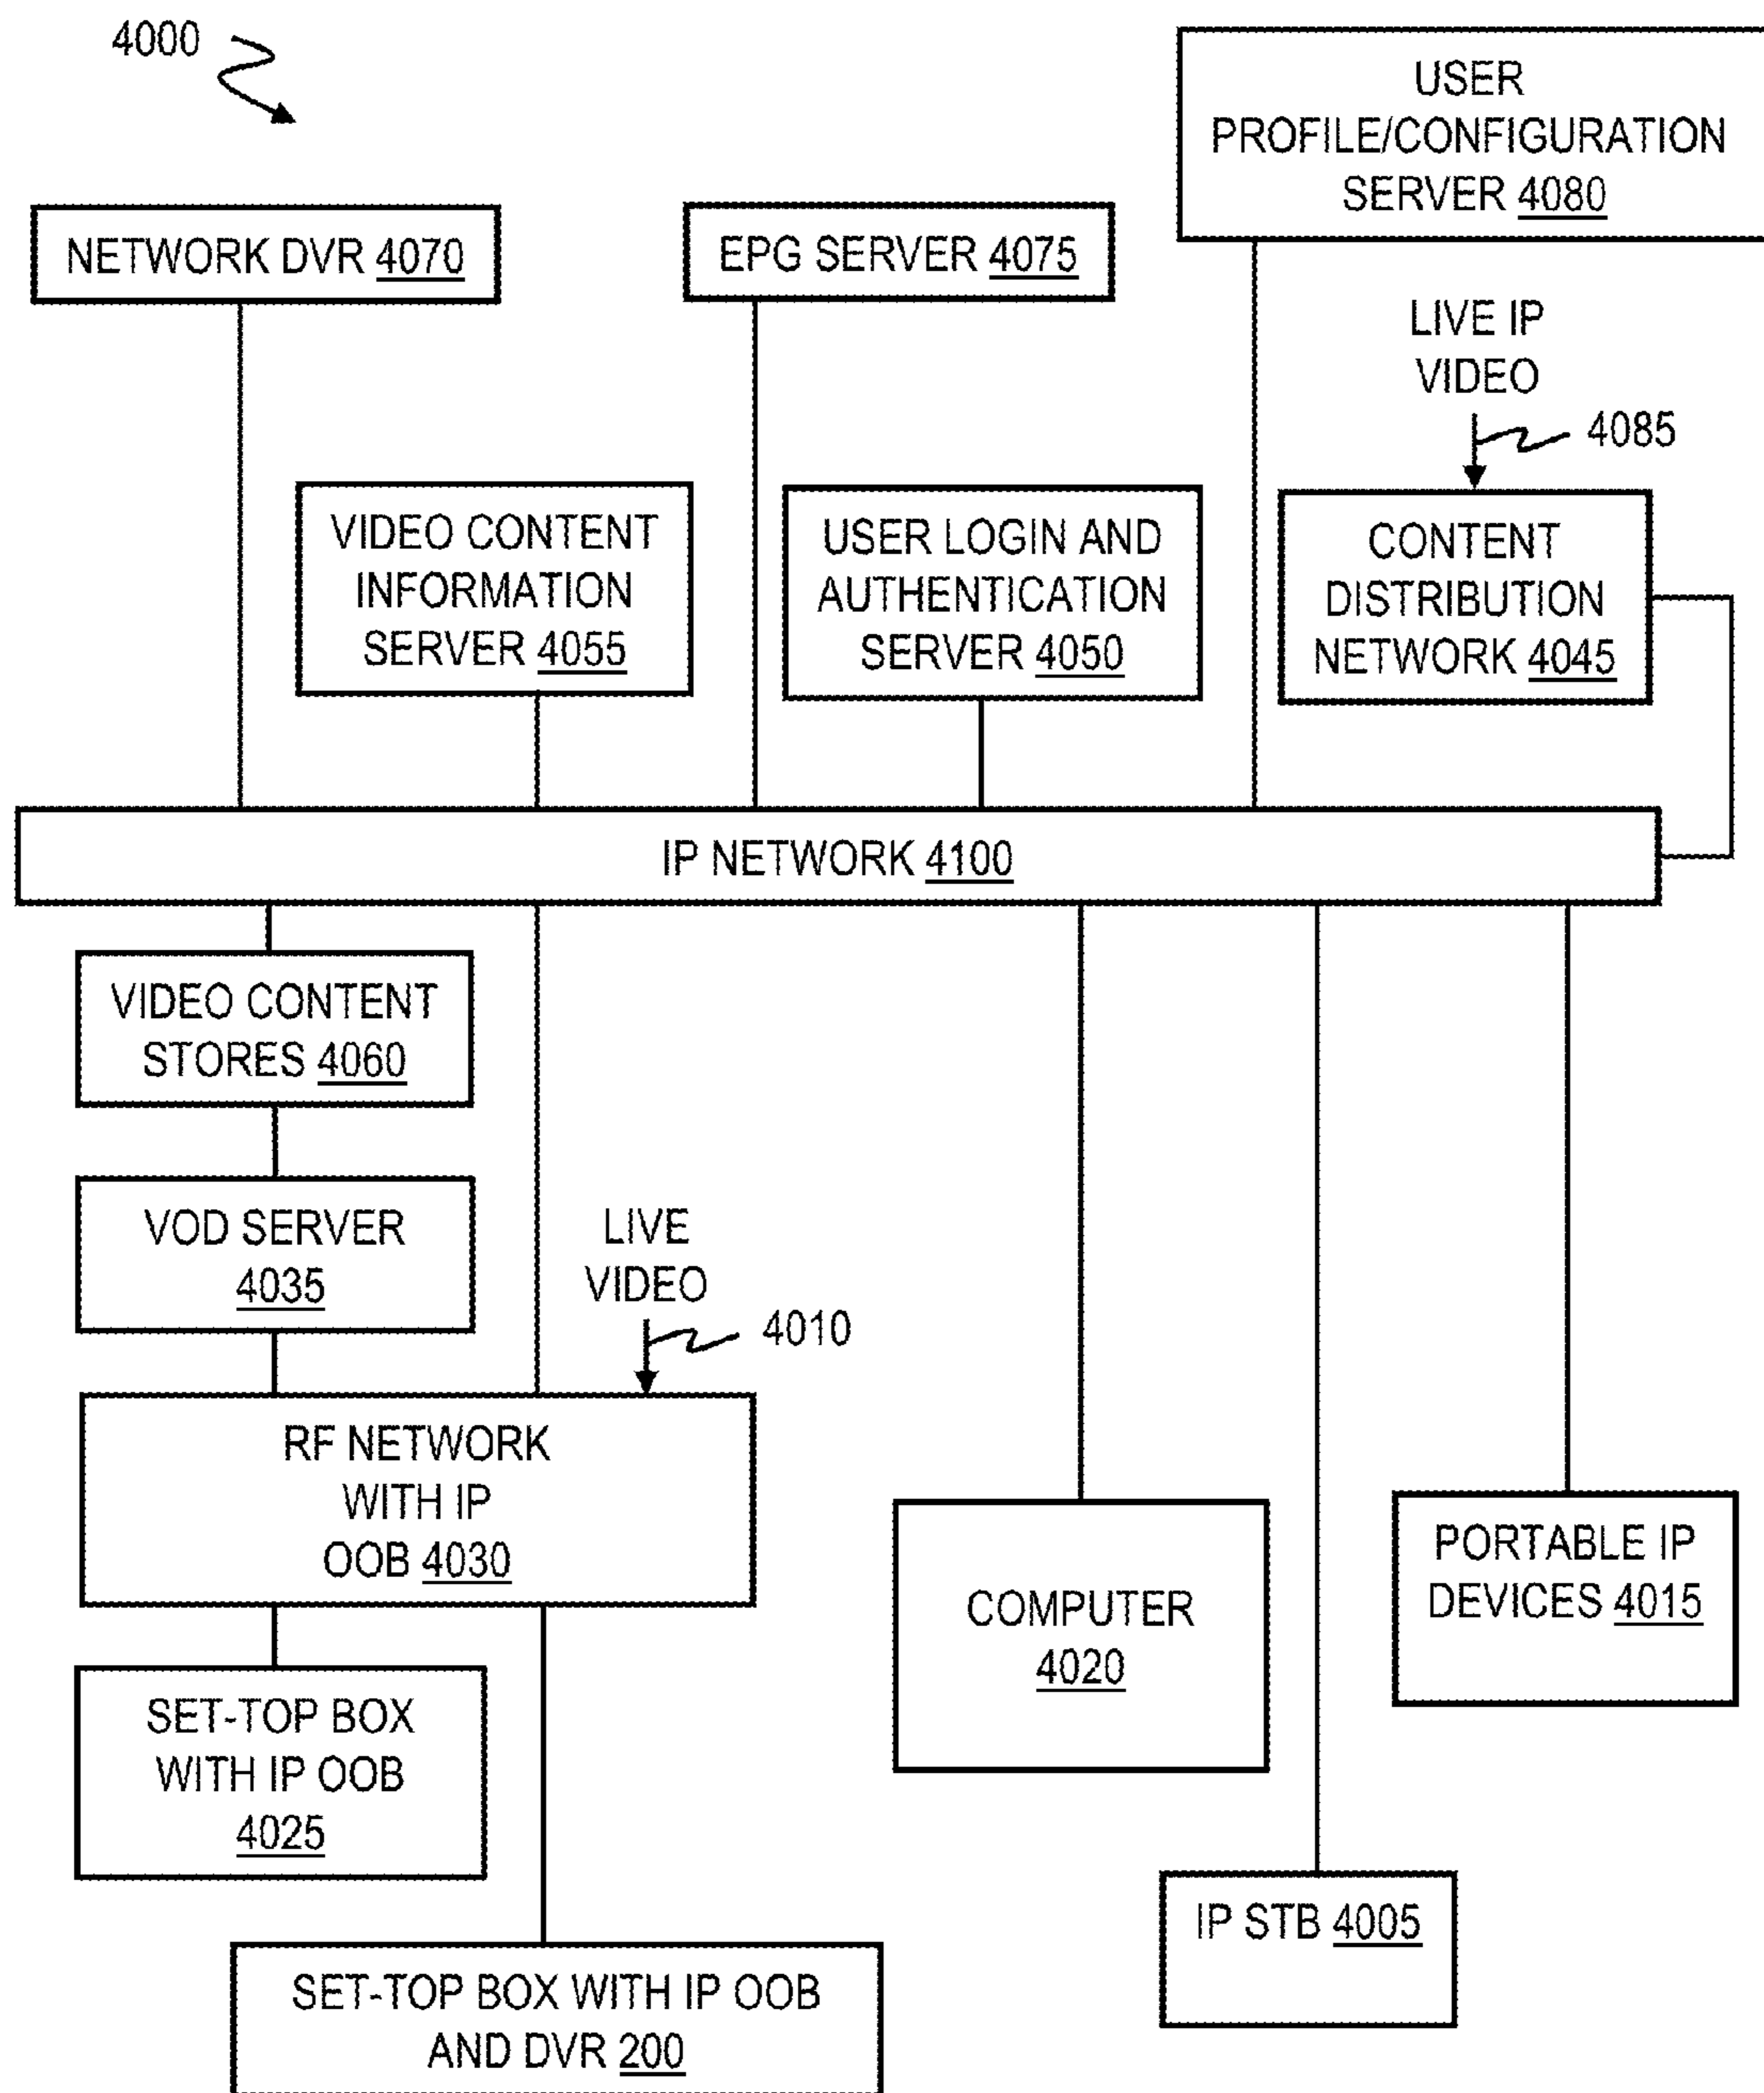 4000
USER
PROFILE/CONFIGURATION
SERVER 4080
NETWORK DVR 4070
EPG SERVER 4075
LIVE IP
VIDEO
4085
VIDEO CONTENT
INFORMATION
SERVER 4055
USER LOGIN AND
AUTHENTICATION
SERVER 4050
CONTENT
DISTRIBUTION
NETWORK 4045
IP NETWORK 4100
VIDEO CONTENT
STORES 4060
VOD SERVER
4035
LIVE
VIDEO
4010
RF NETWORK
WITH IP
OOB 4030
COMPUTER
4020
PORTABLE IP
DEVICES 4015
SET-TOP BOX
WITH IP OOB
4025
IP STB 4005
SET-TOP BOX WITH IP OOB
AND DVR 200